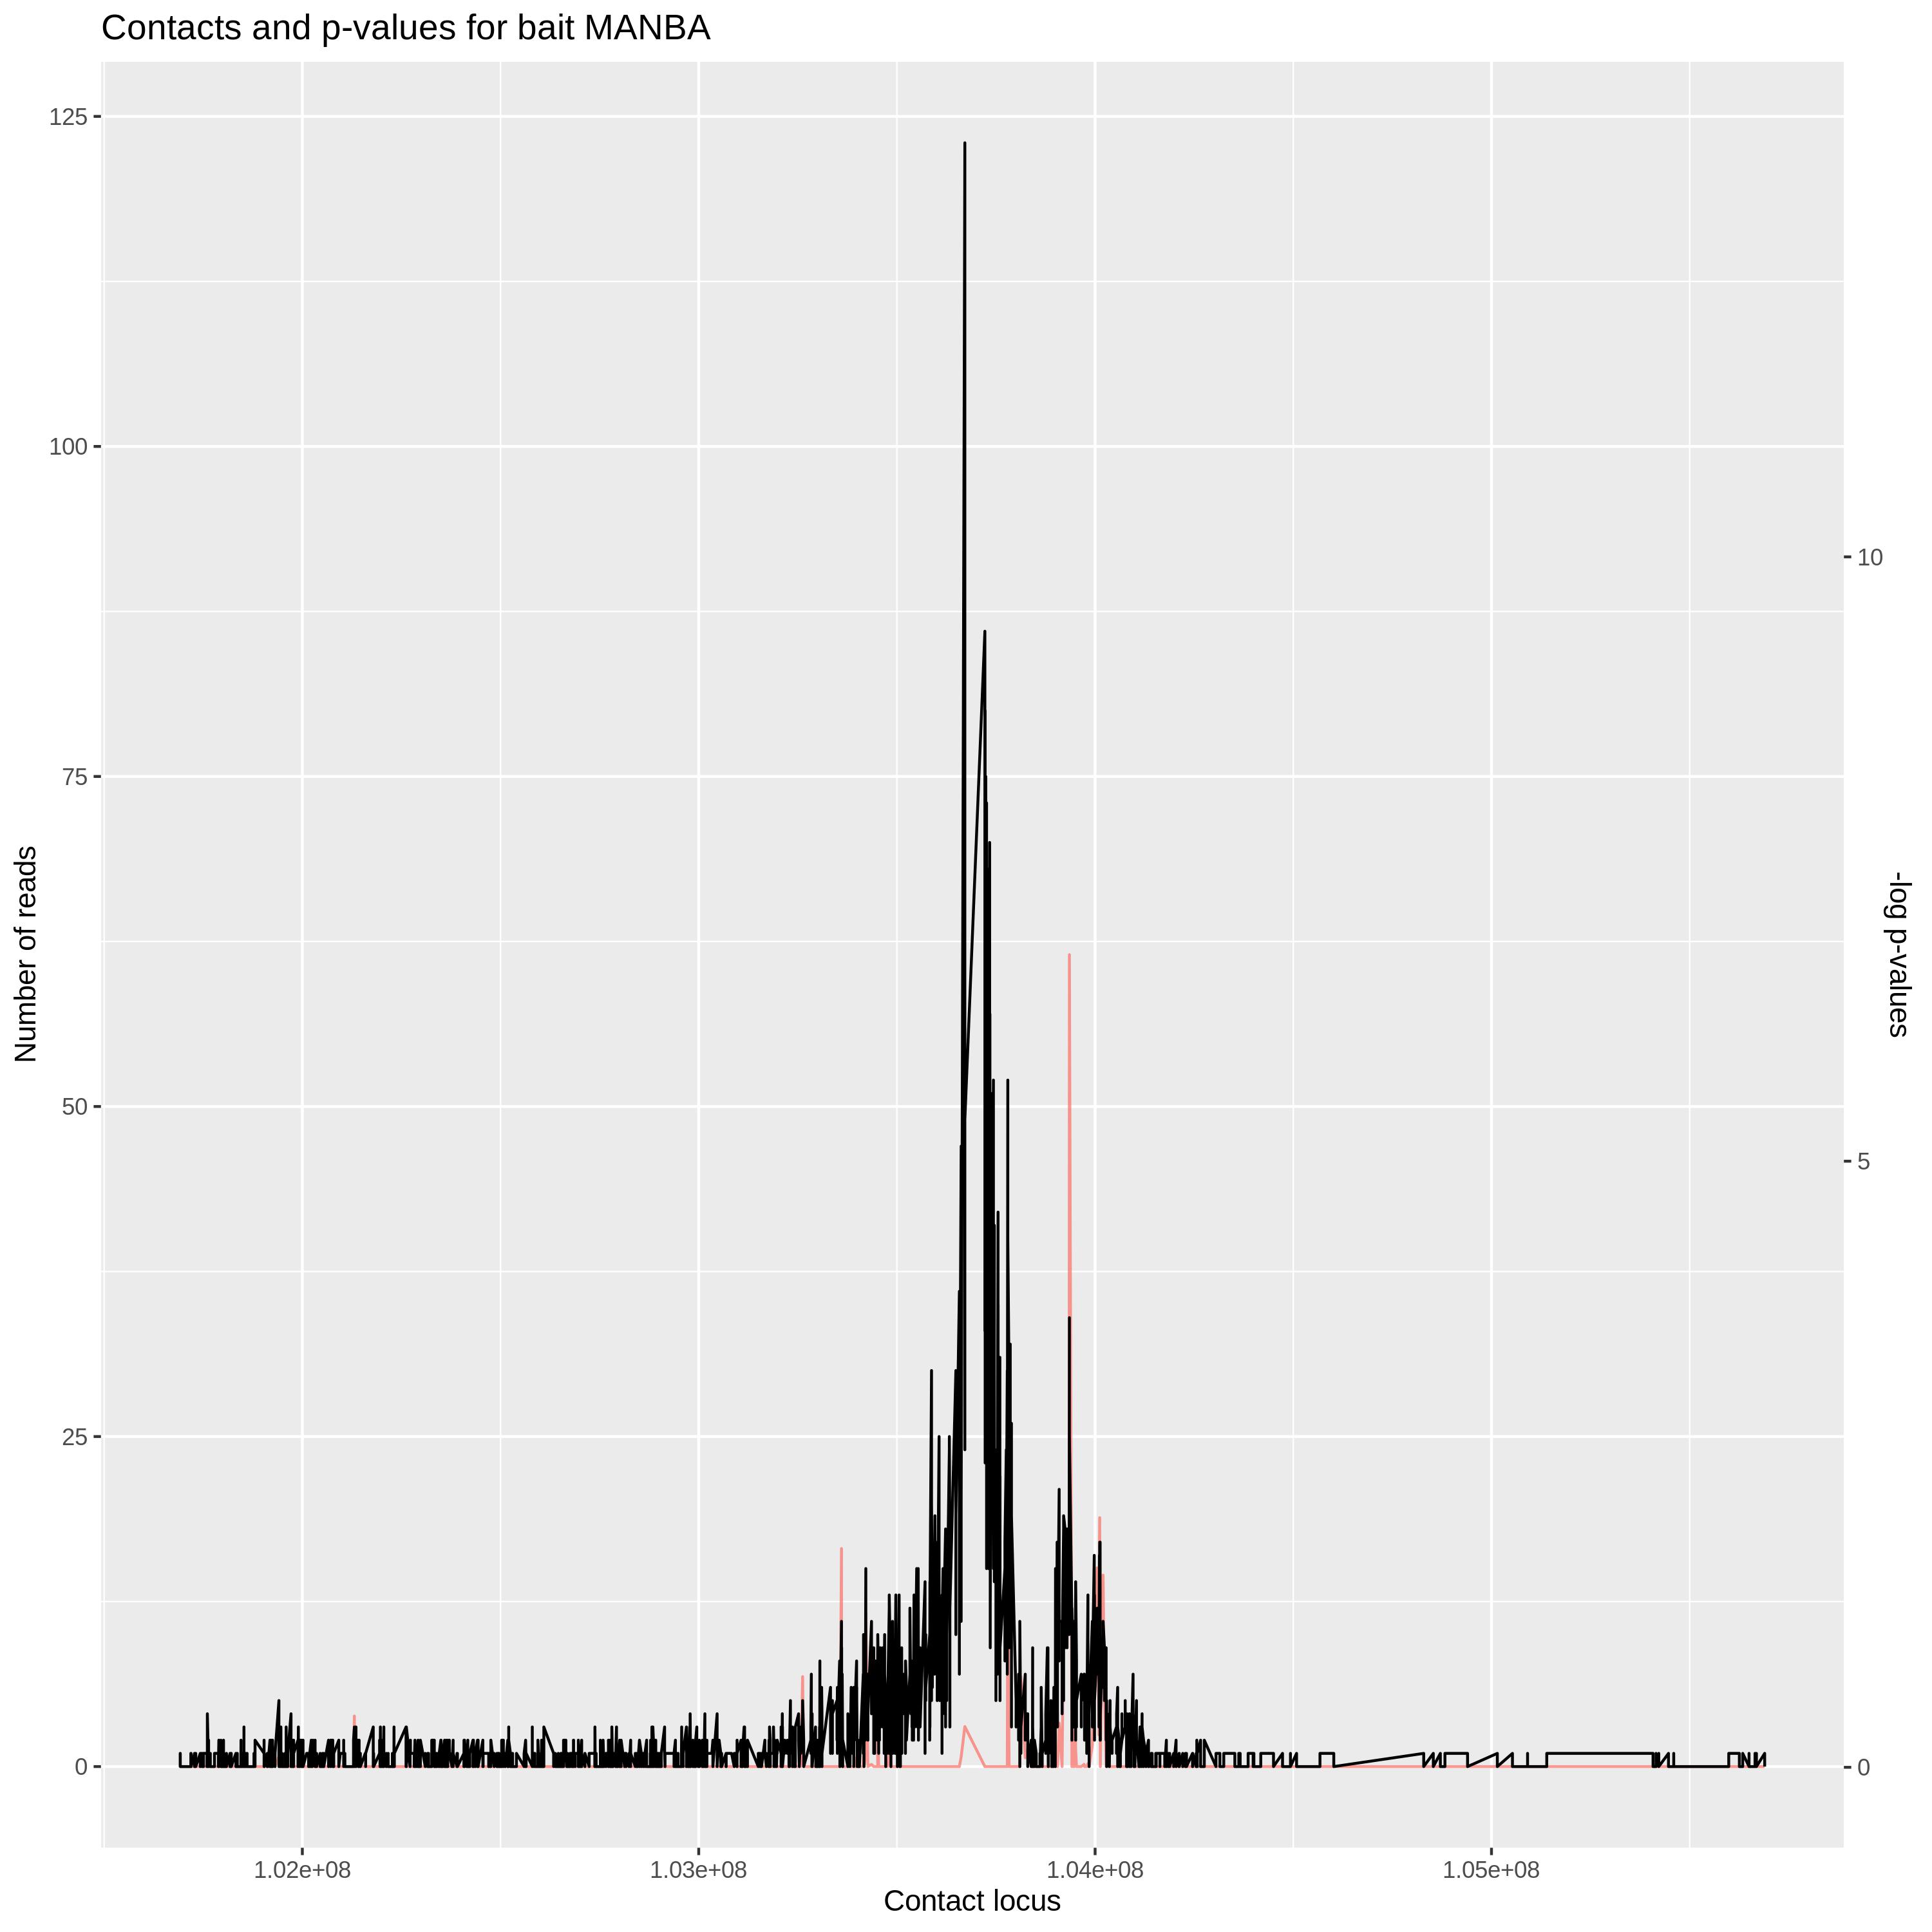 Contacts and p-values for bait MANBA
Number of reads
125
100
75
50
25
0
10
5
0
-log p-values
1.02e+08
1.03e+08
1.04e+08
1.05e+08
Contact locus